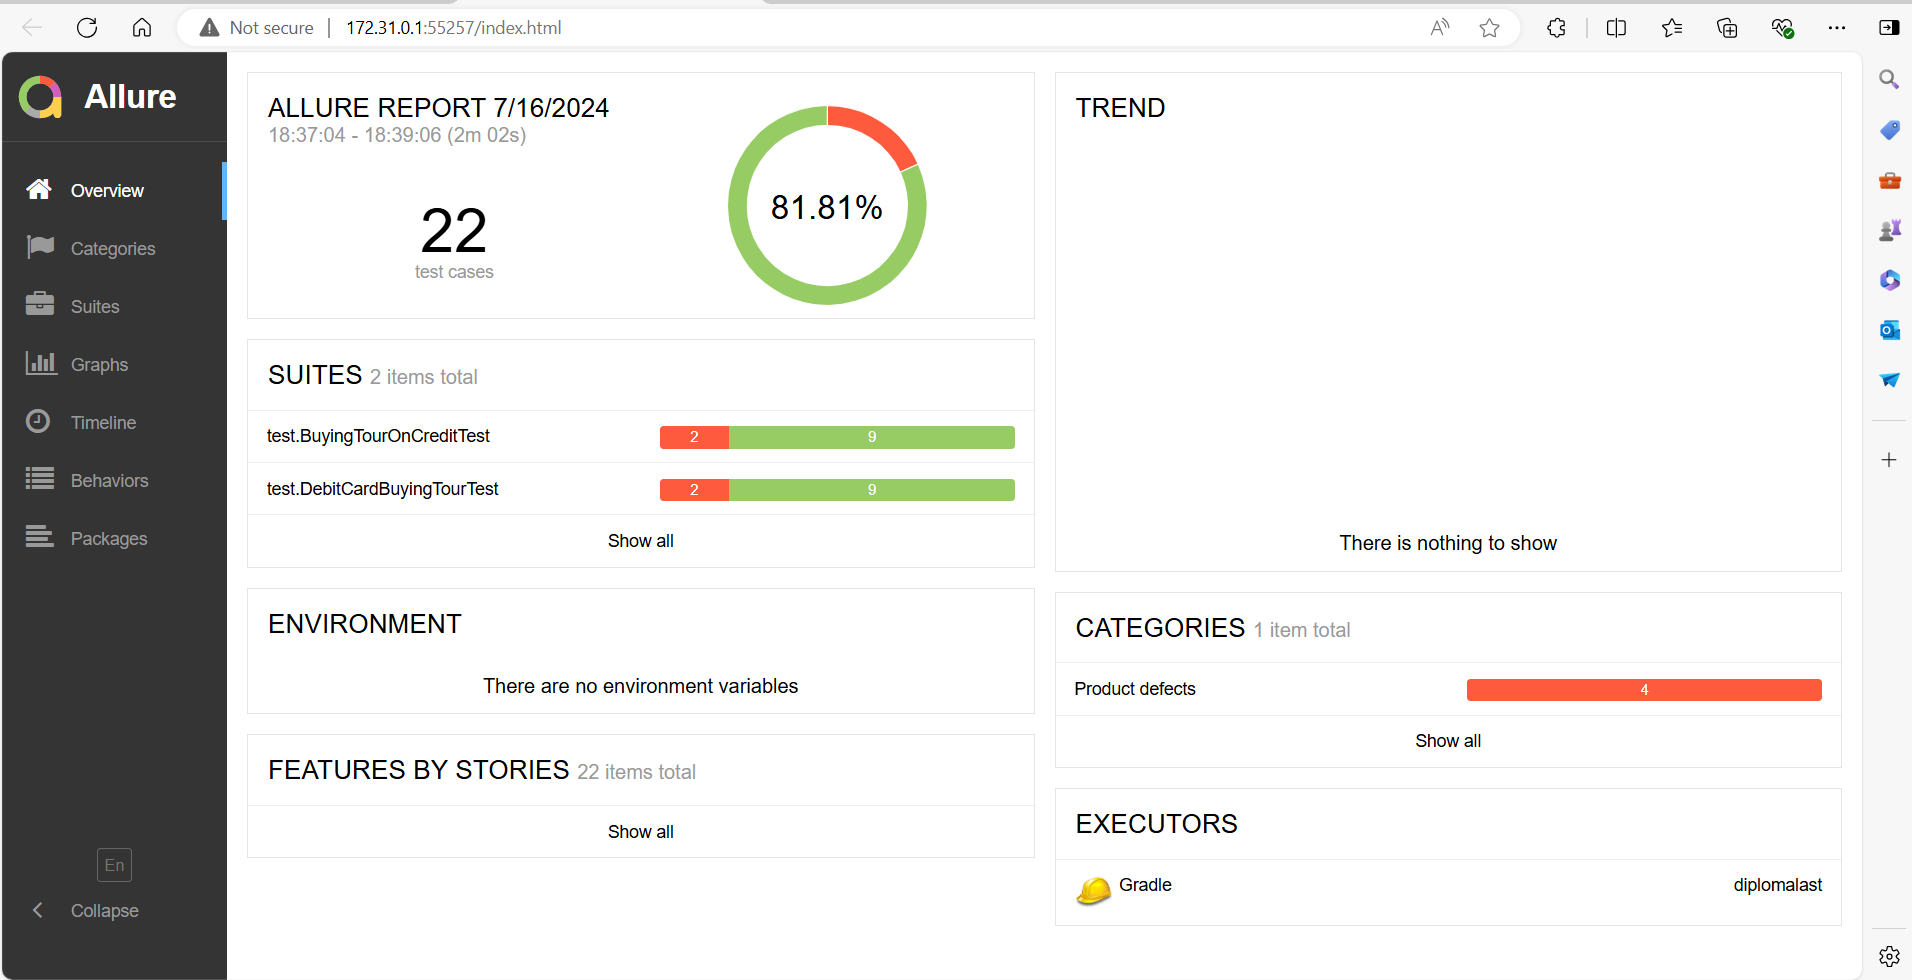 Not secure
172.31.0.1:55257/index.html
Allure
Overview
Categories
Suites
Graphs
Timeline
Behaviors
Packages
En
Collapse
ALLURE REPORT 7/16/2024
18:37:04 - 18:39:06 (2m 02s)
22
test cases
81.81%
SUITES 2 items total
test.BuyingTourOnCreditTest 2 9
test.DebitCardBuyingTourTest 2 9
Show all
ENVIRONMENT
There are no environment variables
FEATURES BY STORIES 22 items total
Show all
TREND
There is nothing to show
CATEGORIES 1 item total
Product defects 4
Show all
EXECUTORS
Gradle diplomalast